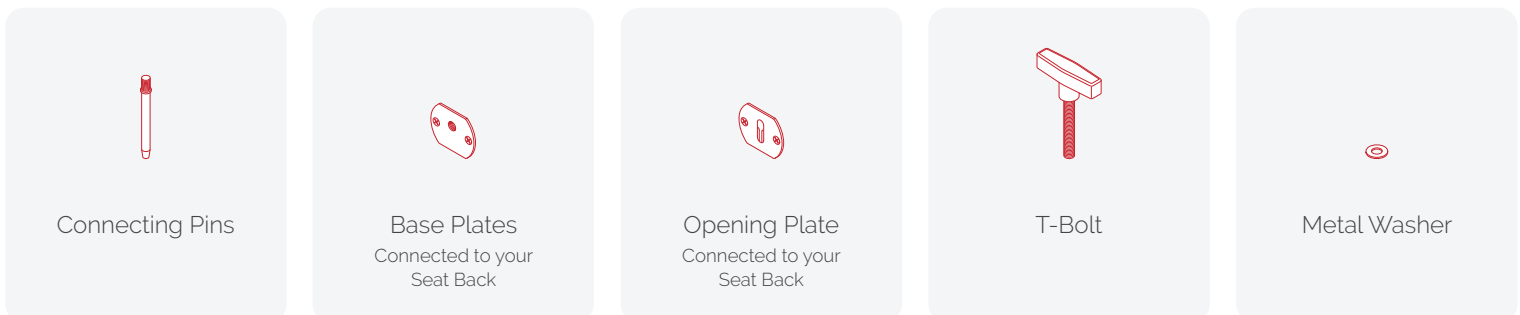 Connecting Pins
Base Plates
Connected to your
Seat Back
Opening Plate
Connected to your
Seat Back
T-Bolt
Metal Washer